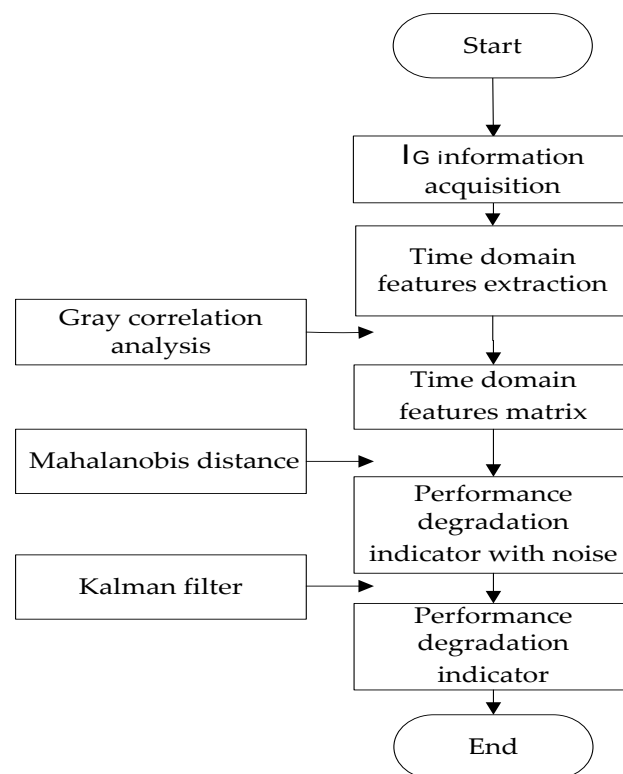 Start
IG information
acquisition
Time domain
features extraction
Gray correlation
analysis
Time domain
features matrix
Mahalanobis distance
Performance
degradation
indicator with noise
Kalman filter
Performance
degradation
indicator
End